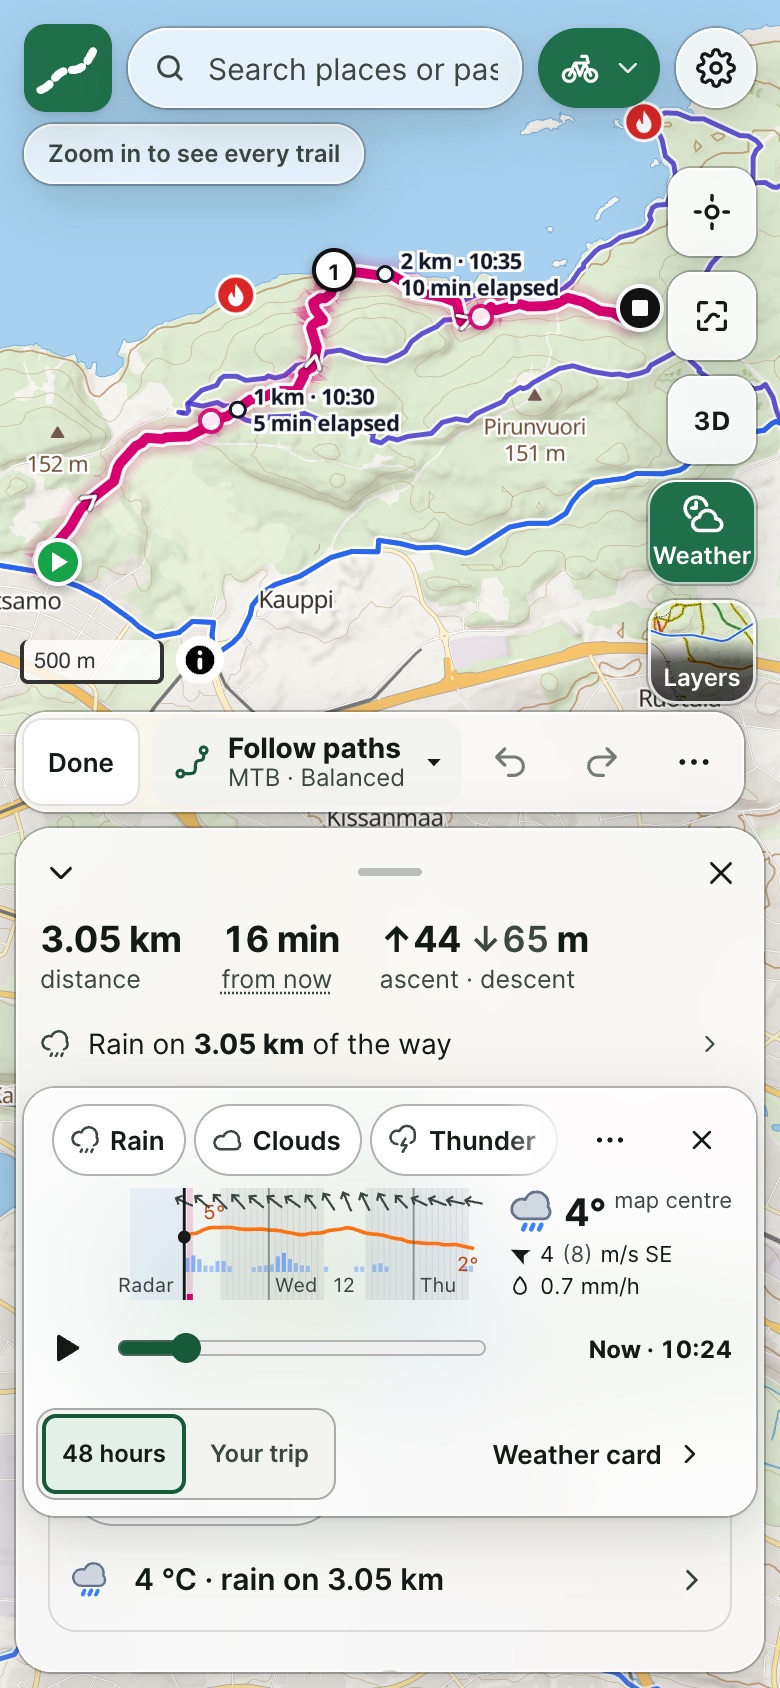 Search places or pas
Zoom in to see every trail
1
2 km · 10:35
10 min elapsed
1 km · 10:30
5 min elapsed
Pirunvuori
151 m
152 m
3D
Weather
Kauppi
500 m
Layers
Done
Follow paths
MTB · Balanced
Kissanmaa
3.05 km
distance
16 min
from now
↑44 ↓65 m
ascent · descent
Rain on 3.05 km of the way
Rain
Clouds
Thunder
5°
2°
Radar
Wed
12
Thu
4° map centre
4 (8) m/s SE
0.7 mm/h
Now · 10:24
48 hours
Your trip
Weather card
4 °C · rain on 3.05 km